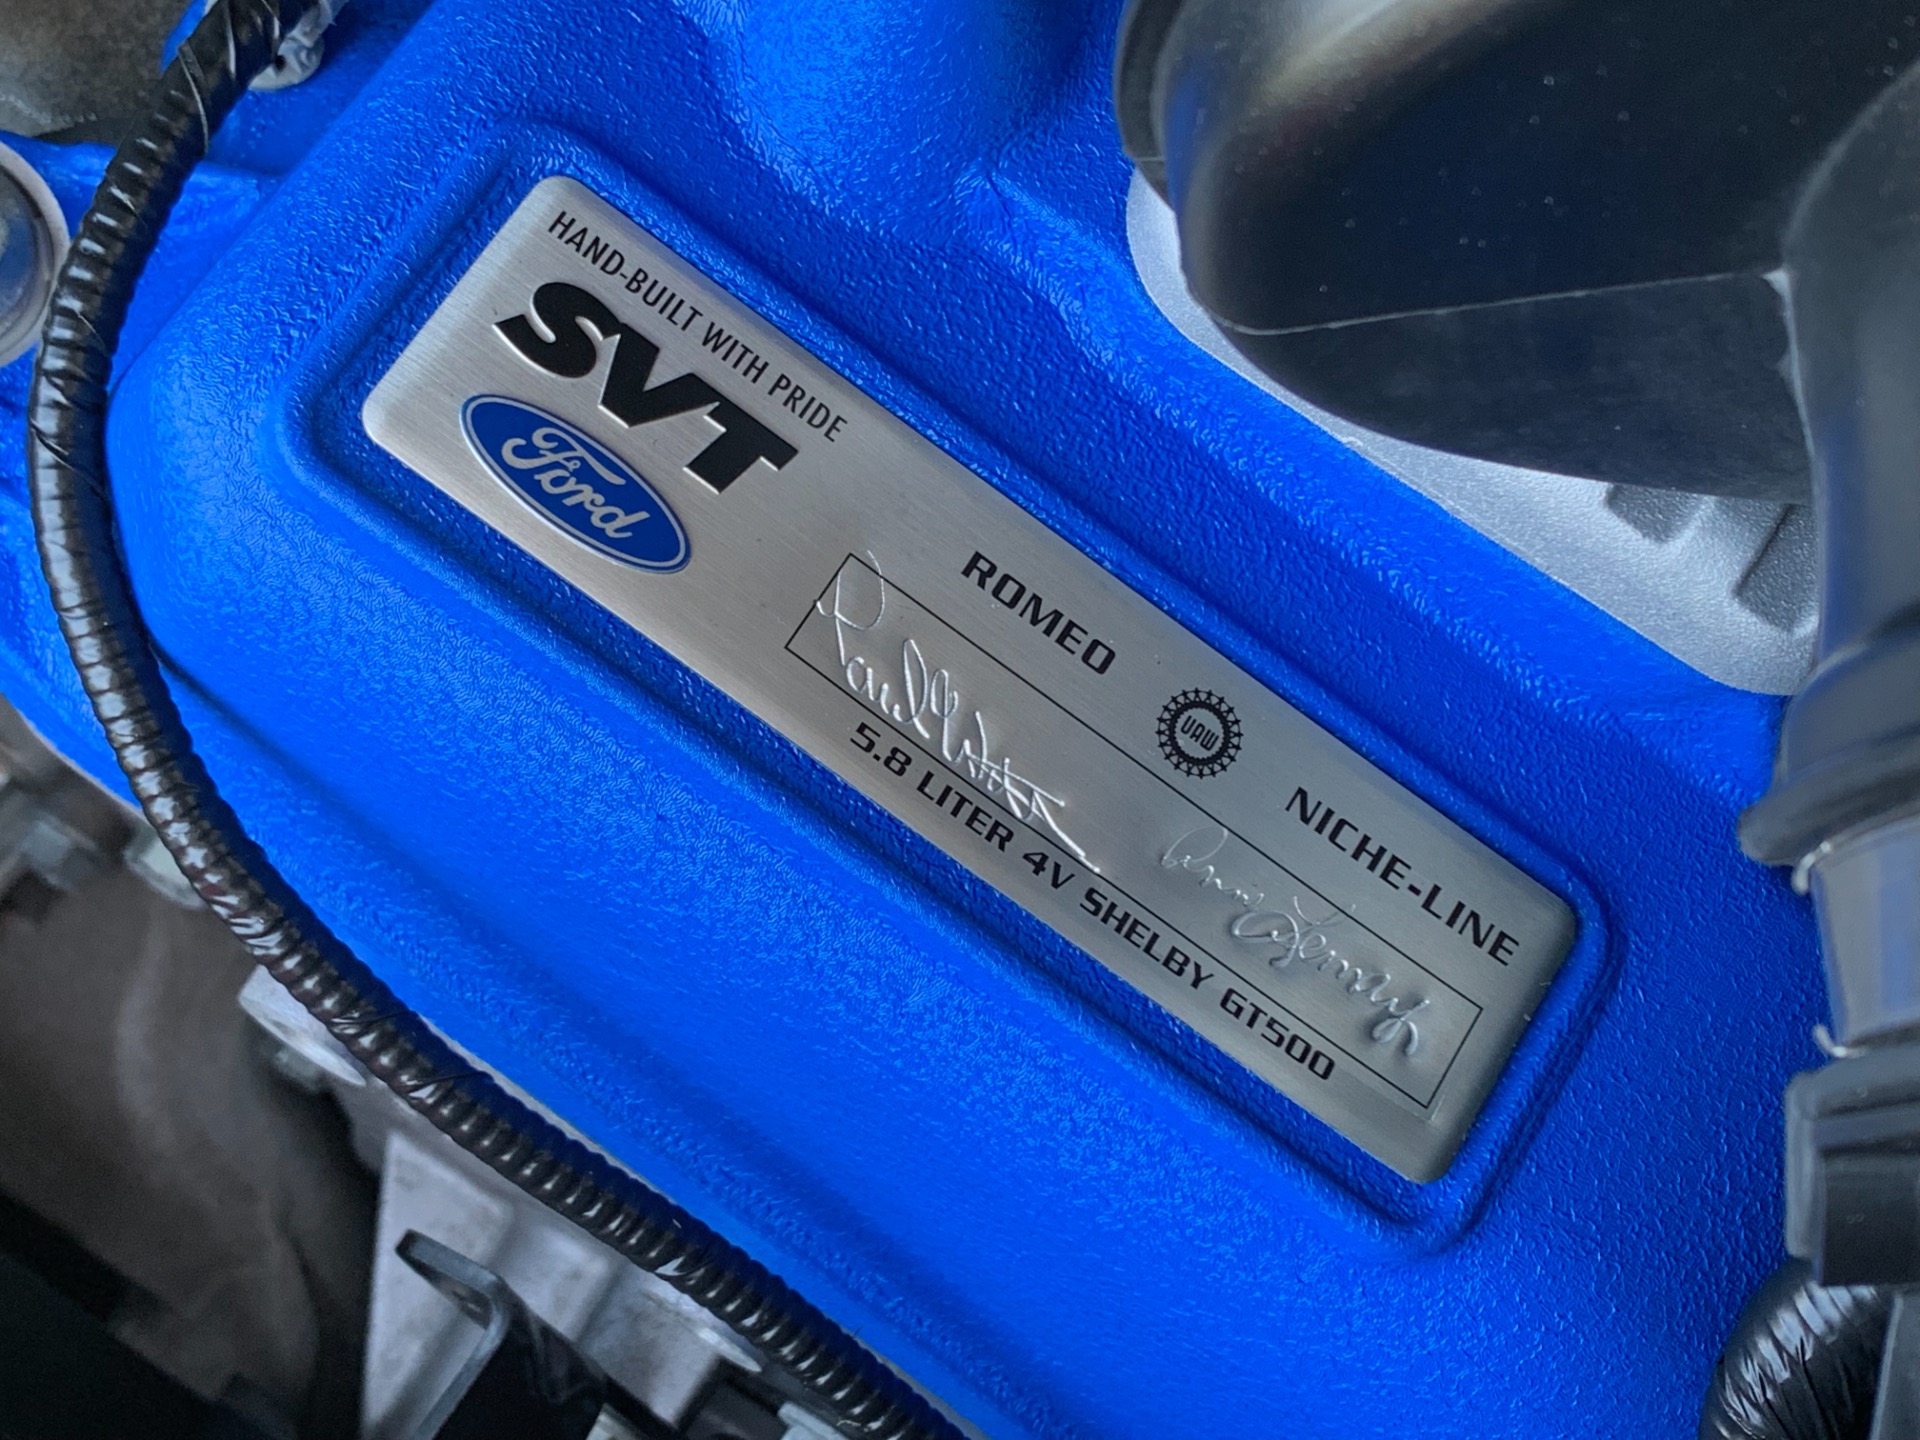 HAND-BUILT WITH PRIDE
SVT
Ford
ROMEO
UAW
NICHE-LINE
5.8 LITER 4V SHELBY GT500